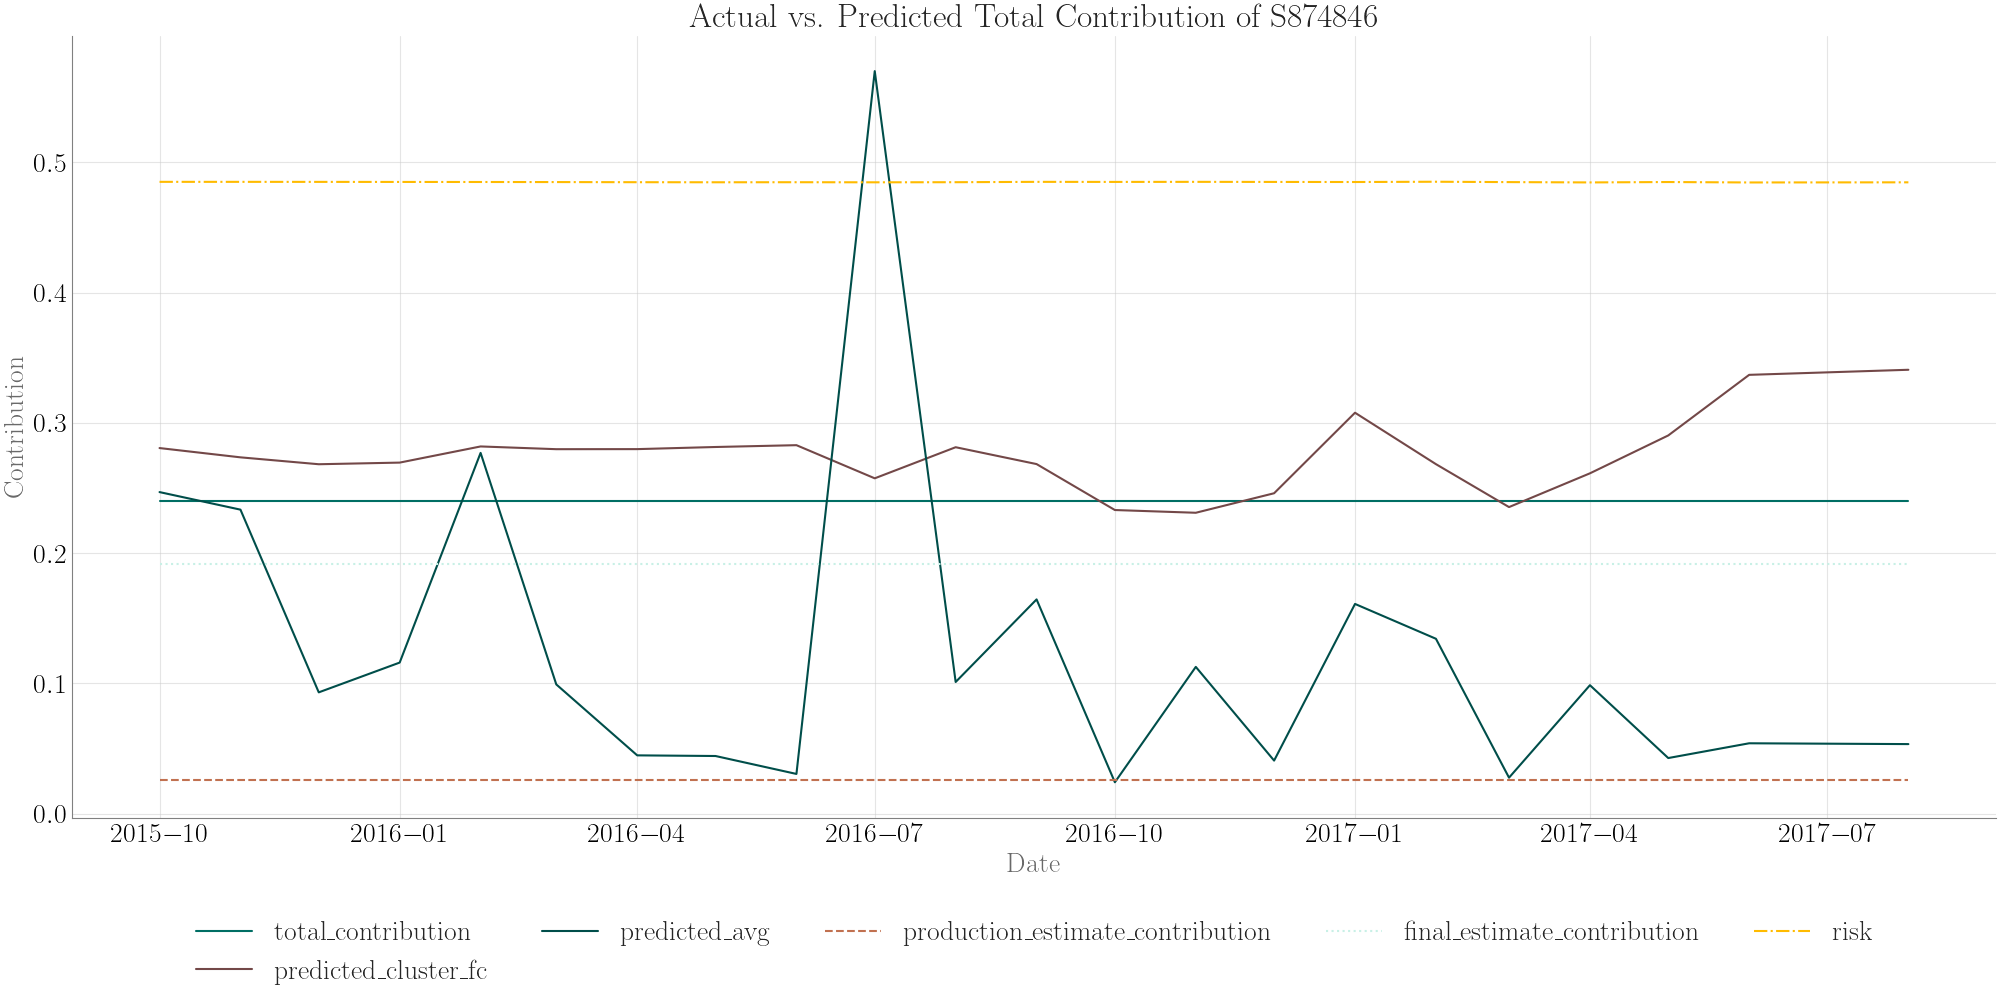 Actual vs. Predicted Total Contribution of S874846
Contribution
0.5
0.4
0.3
0.2
0.1
0.0
2015–10 2016–01 2016–04 2016–07 2016–10 2017–01 2017–04 2017–07
Date
total_contribution predicted_avg production_estimate_contribution final_estimate_contribution risk
predicted_cluster_fc